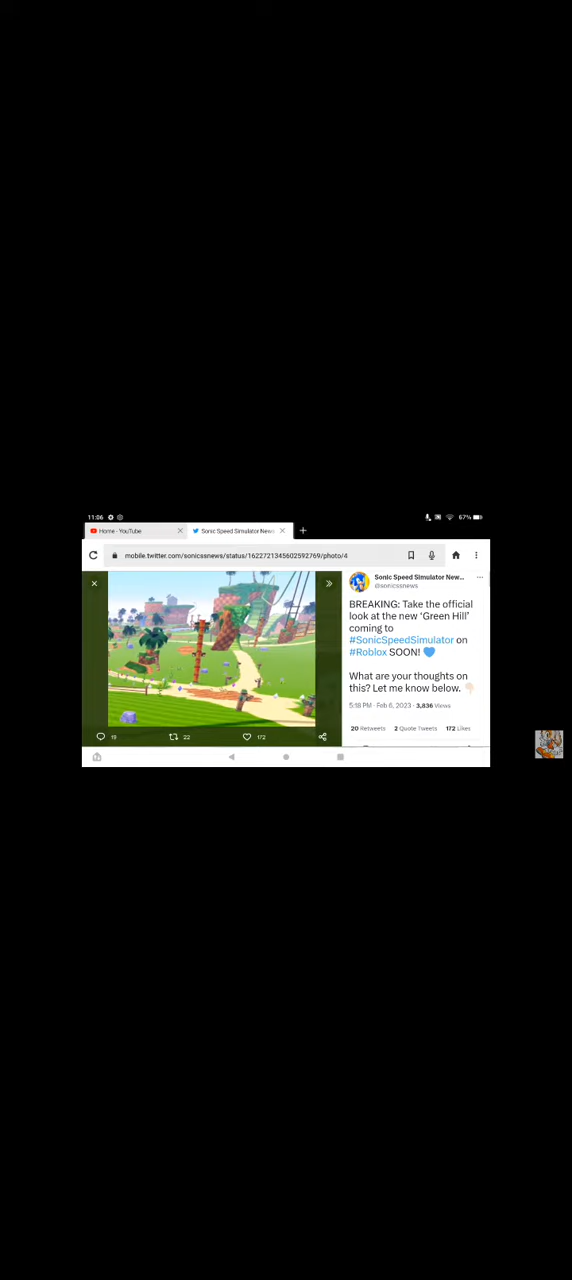 11:06
67%
Home - YouTube
Sonic Speed Simulator News
mobile.twitter.com/sonicssnews/status/1622721345602592769/photo/4
Sonic Speed Simulator New...
@sonicssnews
BREAKING: Take the official
look at the new ‘Green Hill’
coming to
#SonicSpeedSimulator on
#Roblox SOON! 💙
What are your thoughts on
this? Let me know below. 👇🏻
5:18 PM · Feb 6, 2023 · 3,836 Views
20 Retweets 2 Quote Tweets 172 Likes
19 22 172